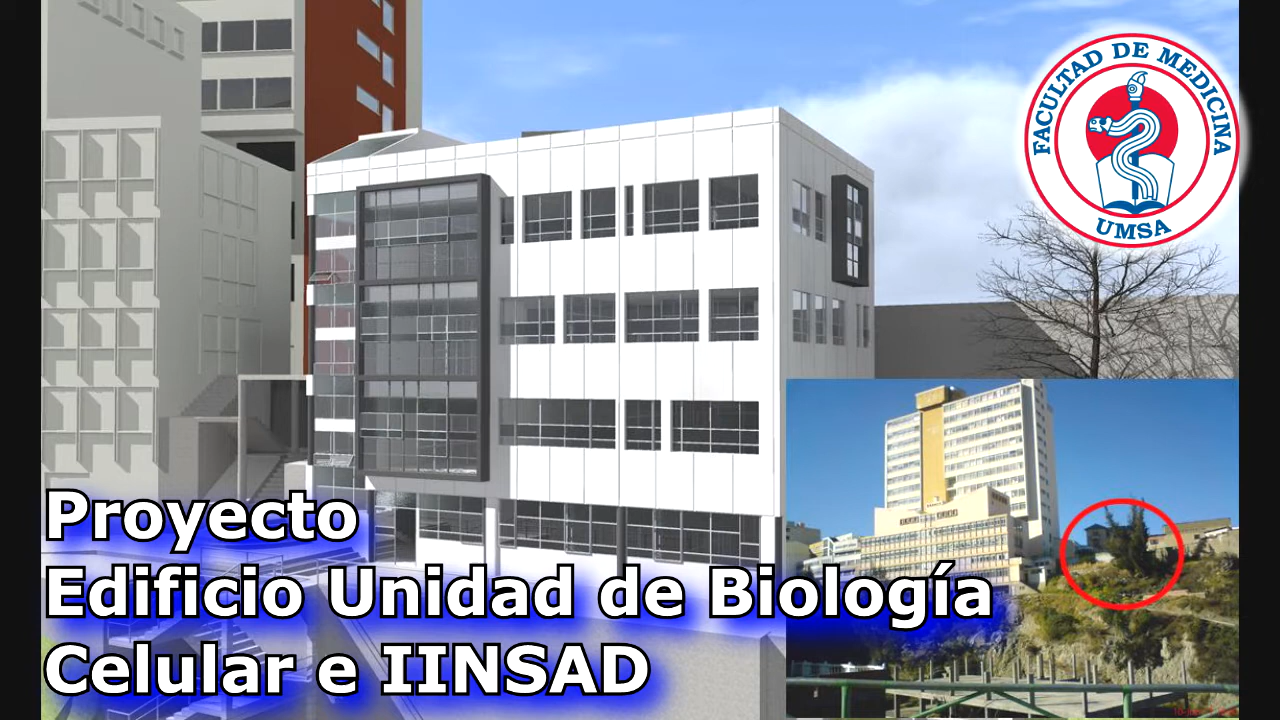 FACULTAD DE MEDICINA
UMSA
Proyecto
Edificio Unidad de Biología
Celular e IINSAD